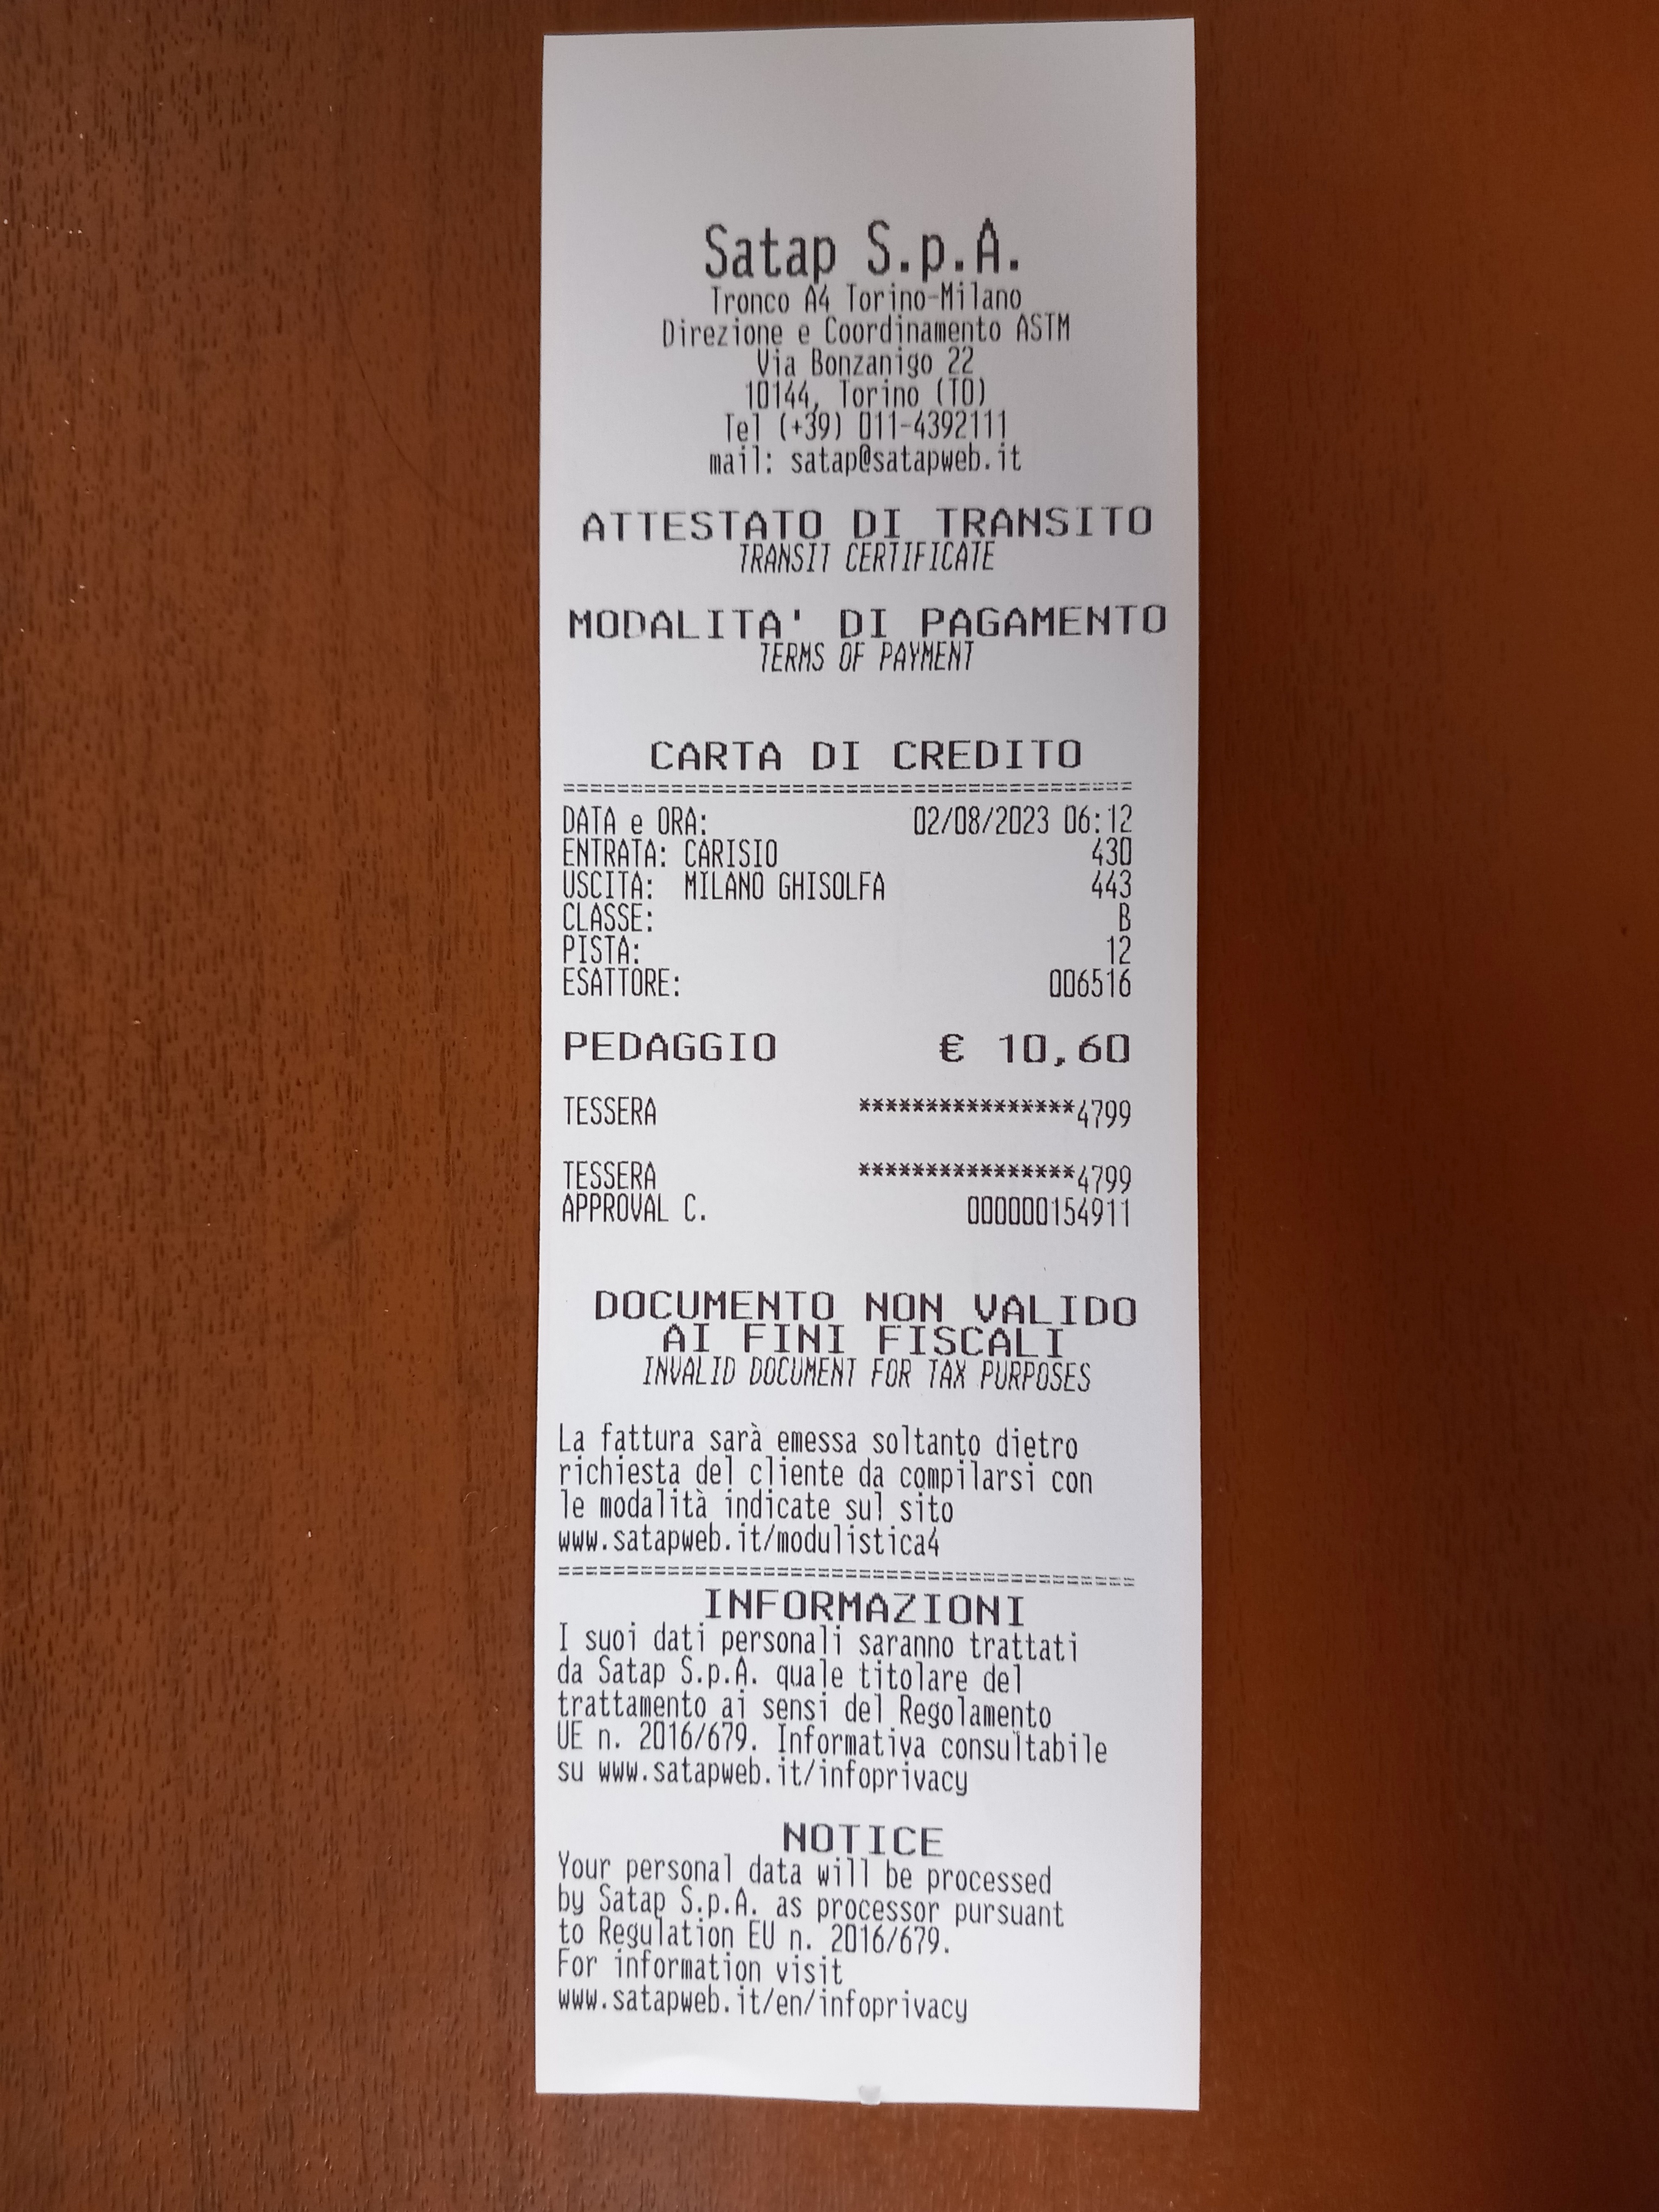 Satap S.p.A.
Tronco A4 Torino-Milano
Direzione e Coordinamento ASTM
Via Bonzanigo 22
10144, Torino (TO)
Tel (+39) 011-4392111
mail: satap@satapweb.it
ATTESTATO DI TRANSITO
TRANSIT CERTIFICATE
MODALITA' DI PAGAMENTO
TERMS OF PAYMENT
CARTA DI CREDITO
==========================================
DATA e ORA: 02/08/2023 06:12
ENTRATA: CARISIO 430
USCITA: MILANO GHISOLFA 443
CLASSE: B
PISTA: 12
ESATTORE: 006516
PEDAGGIO € 10,60
TESSERA ****************4799
TESSERA ****************4799
APPROVAL C. 000000154911
DOCUMENTO NON VALIDO
AI FINI FISCALI
INVALID DOCUMENT FOR TAX PURPOSES
La fattura sarà emessa soltanto dietro
richiesta del cliente da compilarsi con
le modalità indicate sul sito
www.satapweb.it/modulistica4
==========================================
INFORMAZIONI
I suoi dati personali saranno trattati
da Satap S.p.A. quale titolare del
trattamento ai sensi del Regolamento
UE n. 2016/679. Informativa consultabile
su www.satapweb.it/infoprivacy
NOTICE
Your personal data will be processed
by Satap S.p.A. as processor pursuant
to Regulation EU n. 2016/679.
For information visit
www.satapweb.it/en/infoprivacy